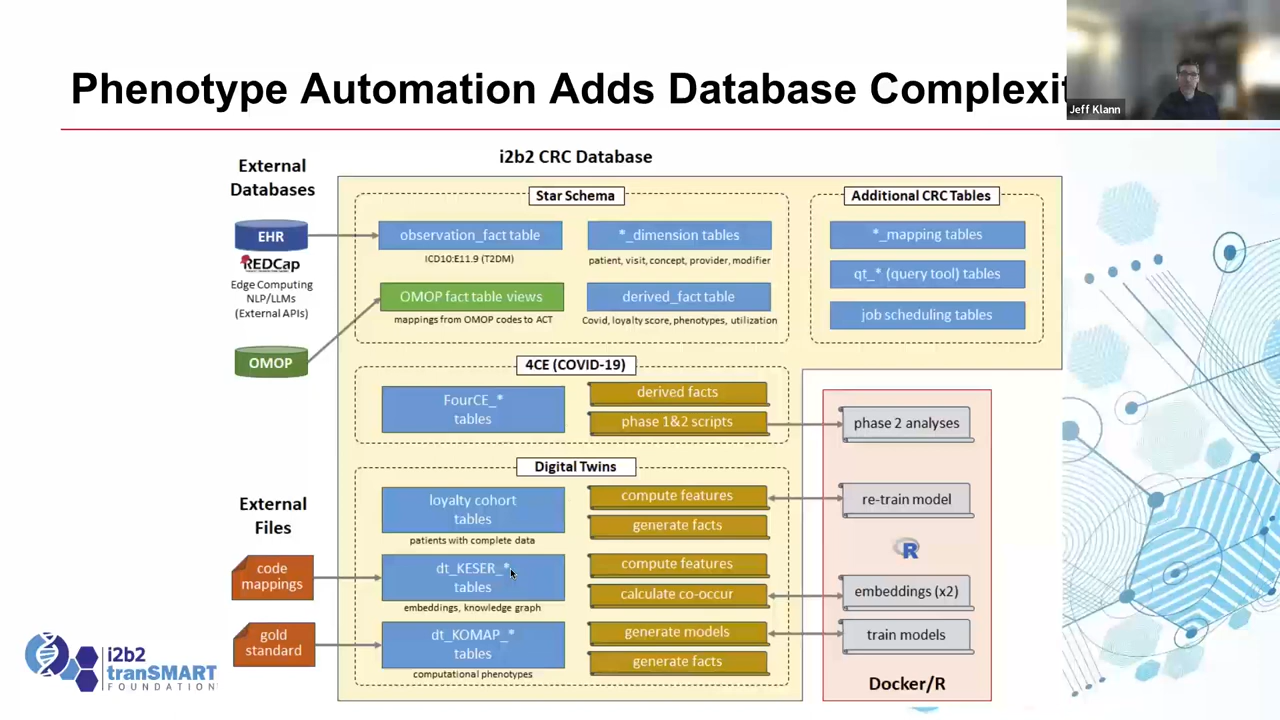 Phenotype Automation Adds Database Complexit
Jeff Klann
i2b2 CRC Database
External
Databases
EHR
REDCap
Edge Computing
NLP/LLMs
(External APIs)
OMOP
Star Schema
observation_fact table
ICD10:E11.9 (T2DM)
*_dimension tables
patient, visit, concept, provider, modifier
OMOP fact table views
mappings from OMOP codes to ACT
derived_fact table
Covid, loyalty score, phenotypes, utilization
Additional CRC Tables
*_mapping tables
qt_* (query tool) tables
job scheduling tables
4CE (COVID-19)
FourCE_*
tables
derived facts
phase 1&2 scripts
phase 2 analyses
Digital Twins
loyalty cohort
tables
patients with complete data
compute features
generate facts
re-train model
R
External
Files
code
mappings
dt_KESER_*
tables
embeddings, knowledge graph
compute features
calculate co-occur
embeddings (x2)
gold
standard
dt_KOMAP_*
tables
computational phenotypes
generate models
generate facts
train models
Docker/R
i2b2
tranSMART
FOUNDATION